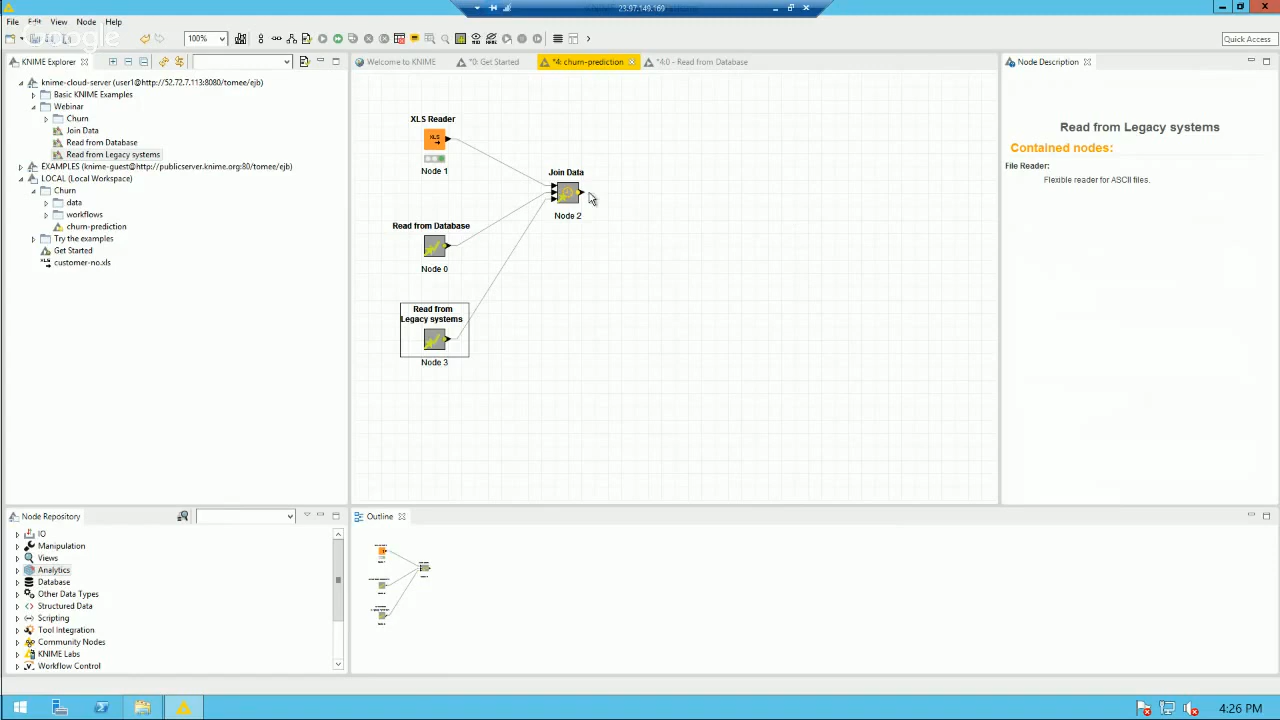 23.97.149.169
File Edit View Node Help
Google
100%
Quick Access
KNIME Explorer
Welcome to KNIME
*0: Get Started
*4: churn-prediction
*4:0 - Read from Database
Node Description
knime-cloud-server (user1@http://52.72.7.113:8080/tomee/ejb)
Basic KNIME Examples
Webinar
Churn
Join Data
Read from Database
Read from Legacy systems
EXAMPLES (knime-guest@http://publicserver.knime.org:80/tomee/ejb)
LOCAL (Local Workspace)
Churn
data
workflows
churn-prediction
Try the examples
Get Started
customer-no.xls
XLS Reader
XLS
Node 1
Join Data
Node 2
Read from Database
Node 0
Read from
Legacy systems
Node 3
Read from Legacy systems
Contained nodes:
File Reader:
Flexible reader for ASCII files.
Node Repository
IO
Manipulation
Views
Analytics
Database
Other Data Types
Structured Data
Scripting
Tool Integration
Community Nodes
KNIME Labs
Workflow Control
Outline
4:26 PM